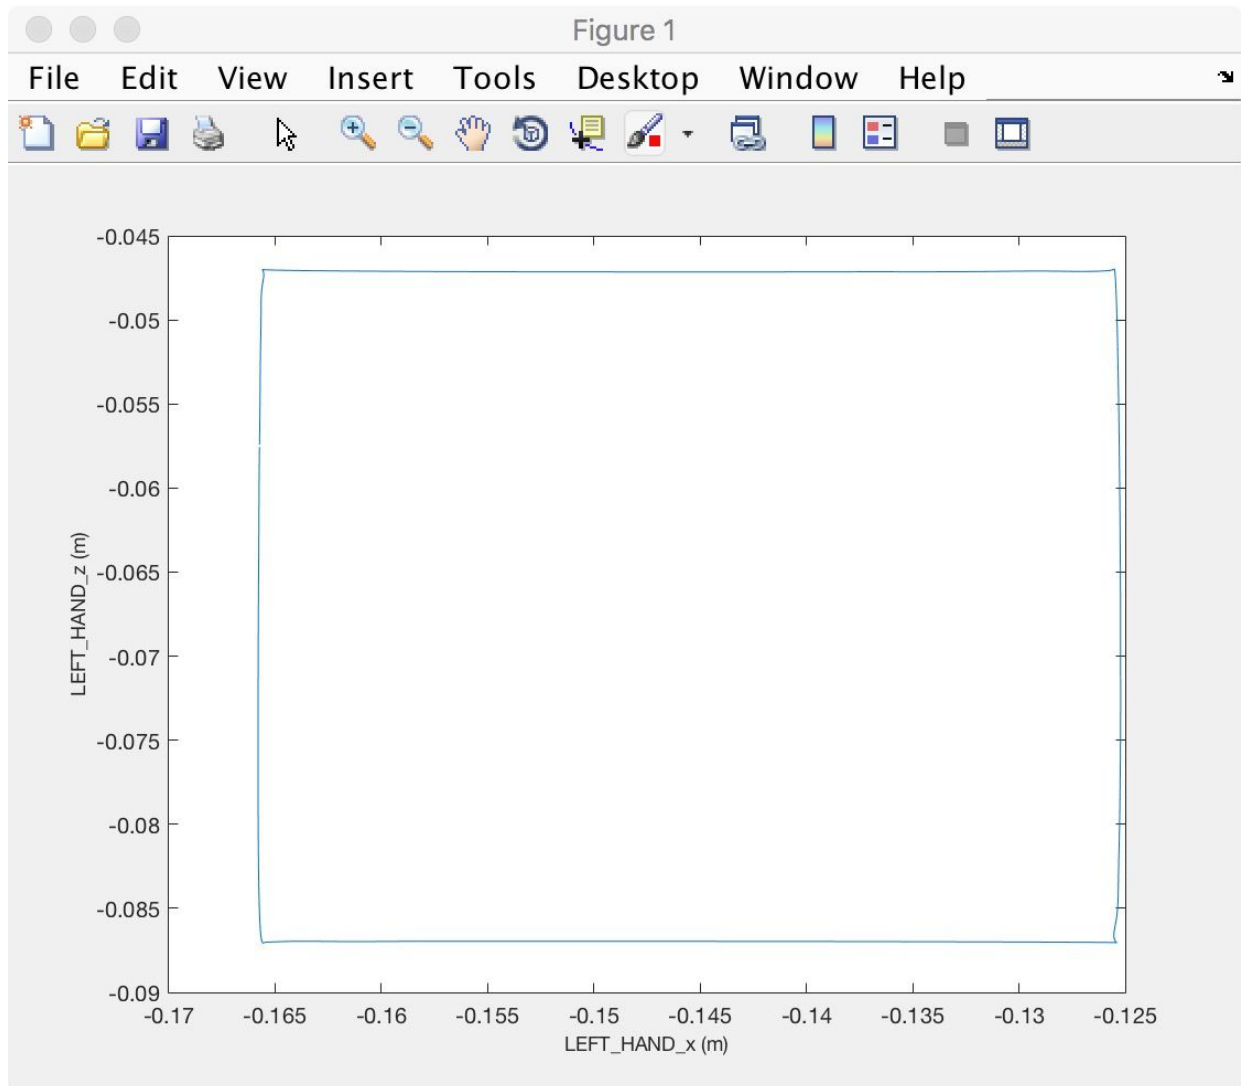 Figure 1
File Edit View Insert Tools Desktop Window Help
-0.045
-0.05
-0.055
-0.06
-0.065
-0.07
-0.075
-0.08
-0.085
-0.09
LEFT_HAND_z (m)
-0.17 -0.165 -0.16 -0.155 -0.15 -0.145 -0.14 -0.135 -0.13 -0.125
LEFT_HAND_x (m)